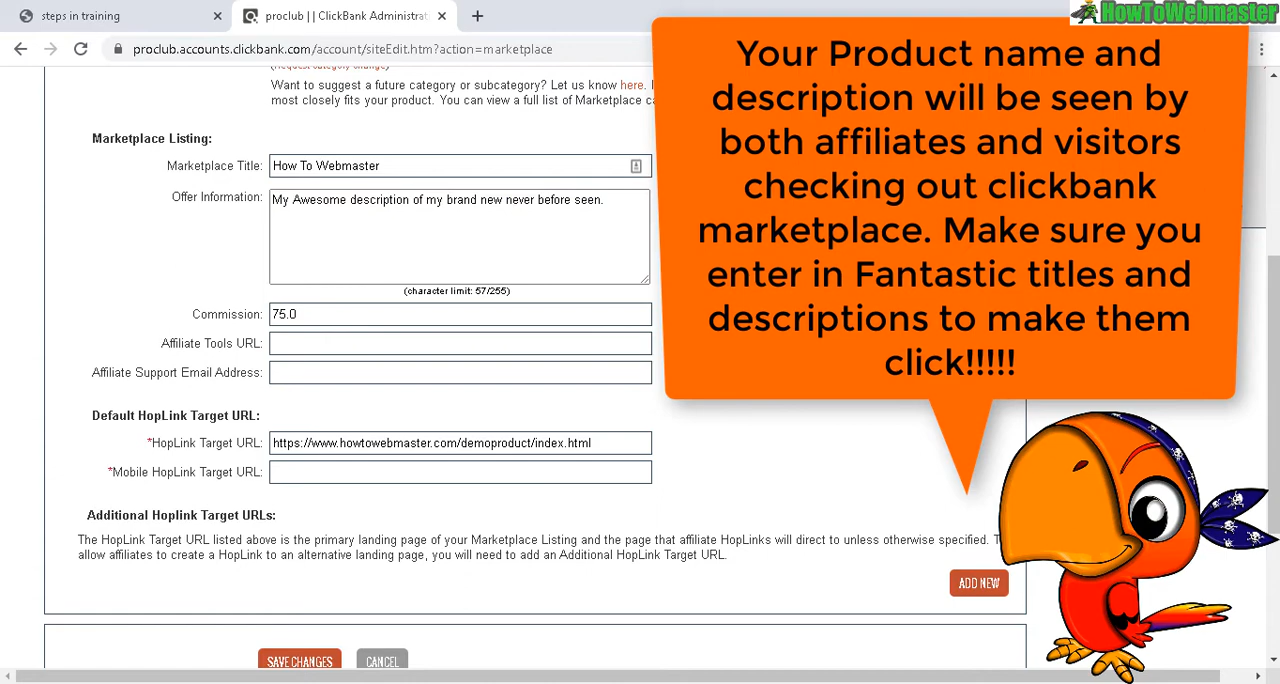 steps in training
proclub | | ClickBank Administrat
HowToWebmaster
proclub.accounts.clickbank.com/account/siteEdit.htm?action=marketplace
(Request category change)
Want to suggest a future category or subcategory? Let us know here.
most closely fits your product. You can view a full list of Marketplace
Marketplace Listing:
Marketplace Title: How To Webmaster
Offer Information: My Awesome description of my brand new never before seen.
(character limit: 57/255)
Commission: 75.0
Affiliate Tools URL:
Affiliate Support Email Address:
Default HopLink Target URL:
*HopLink Target URL: https://www.howtowebmaster.com/demoproduct/index.html
*Mobile HopLink Target URL:
Additional Hoplink Target URLs:
The HopLink Target URL listed above is the primary landing page of your Marketplace Listing and the page that affiliate HopLinks will direct to unless otherwise specified.
allow affiliates to create a HopLink to an alternative landing page, you will need to add an Additional HopLink Target URL.
ADD NEW
SAVE CHANGES
CANCEL
Your Product name and
description will be seen by
both affiliates and visitors
checking out clickbank
marketplace. Make sure you
enter in Fantastic titles and
descriptions to make them
click!!!!!